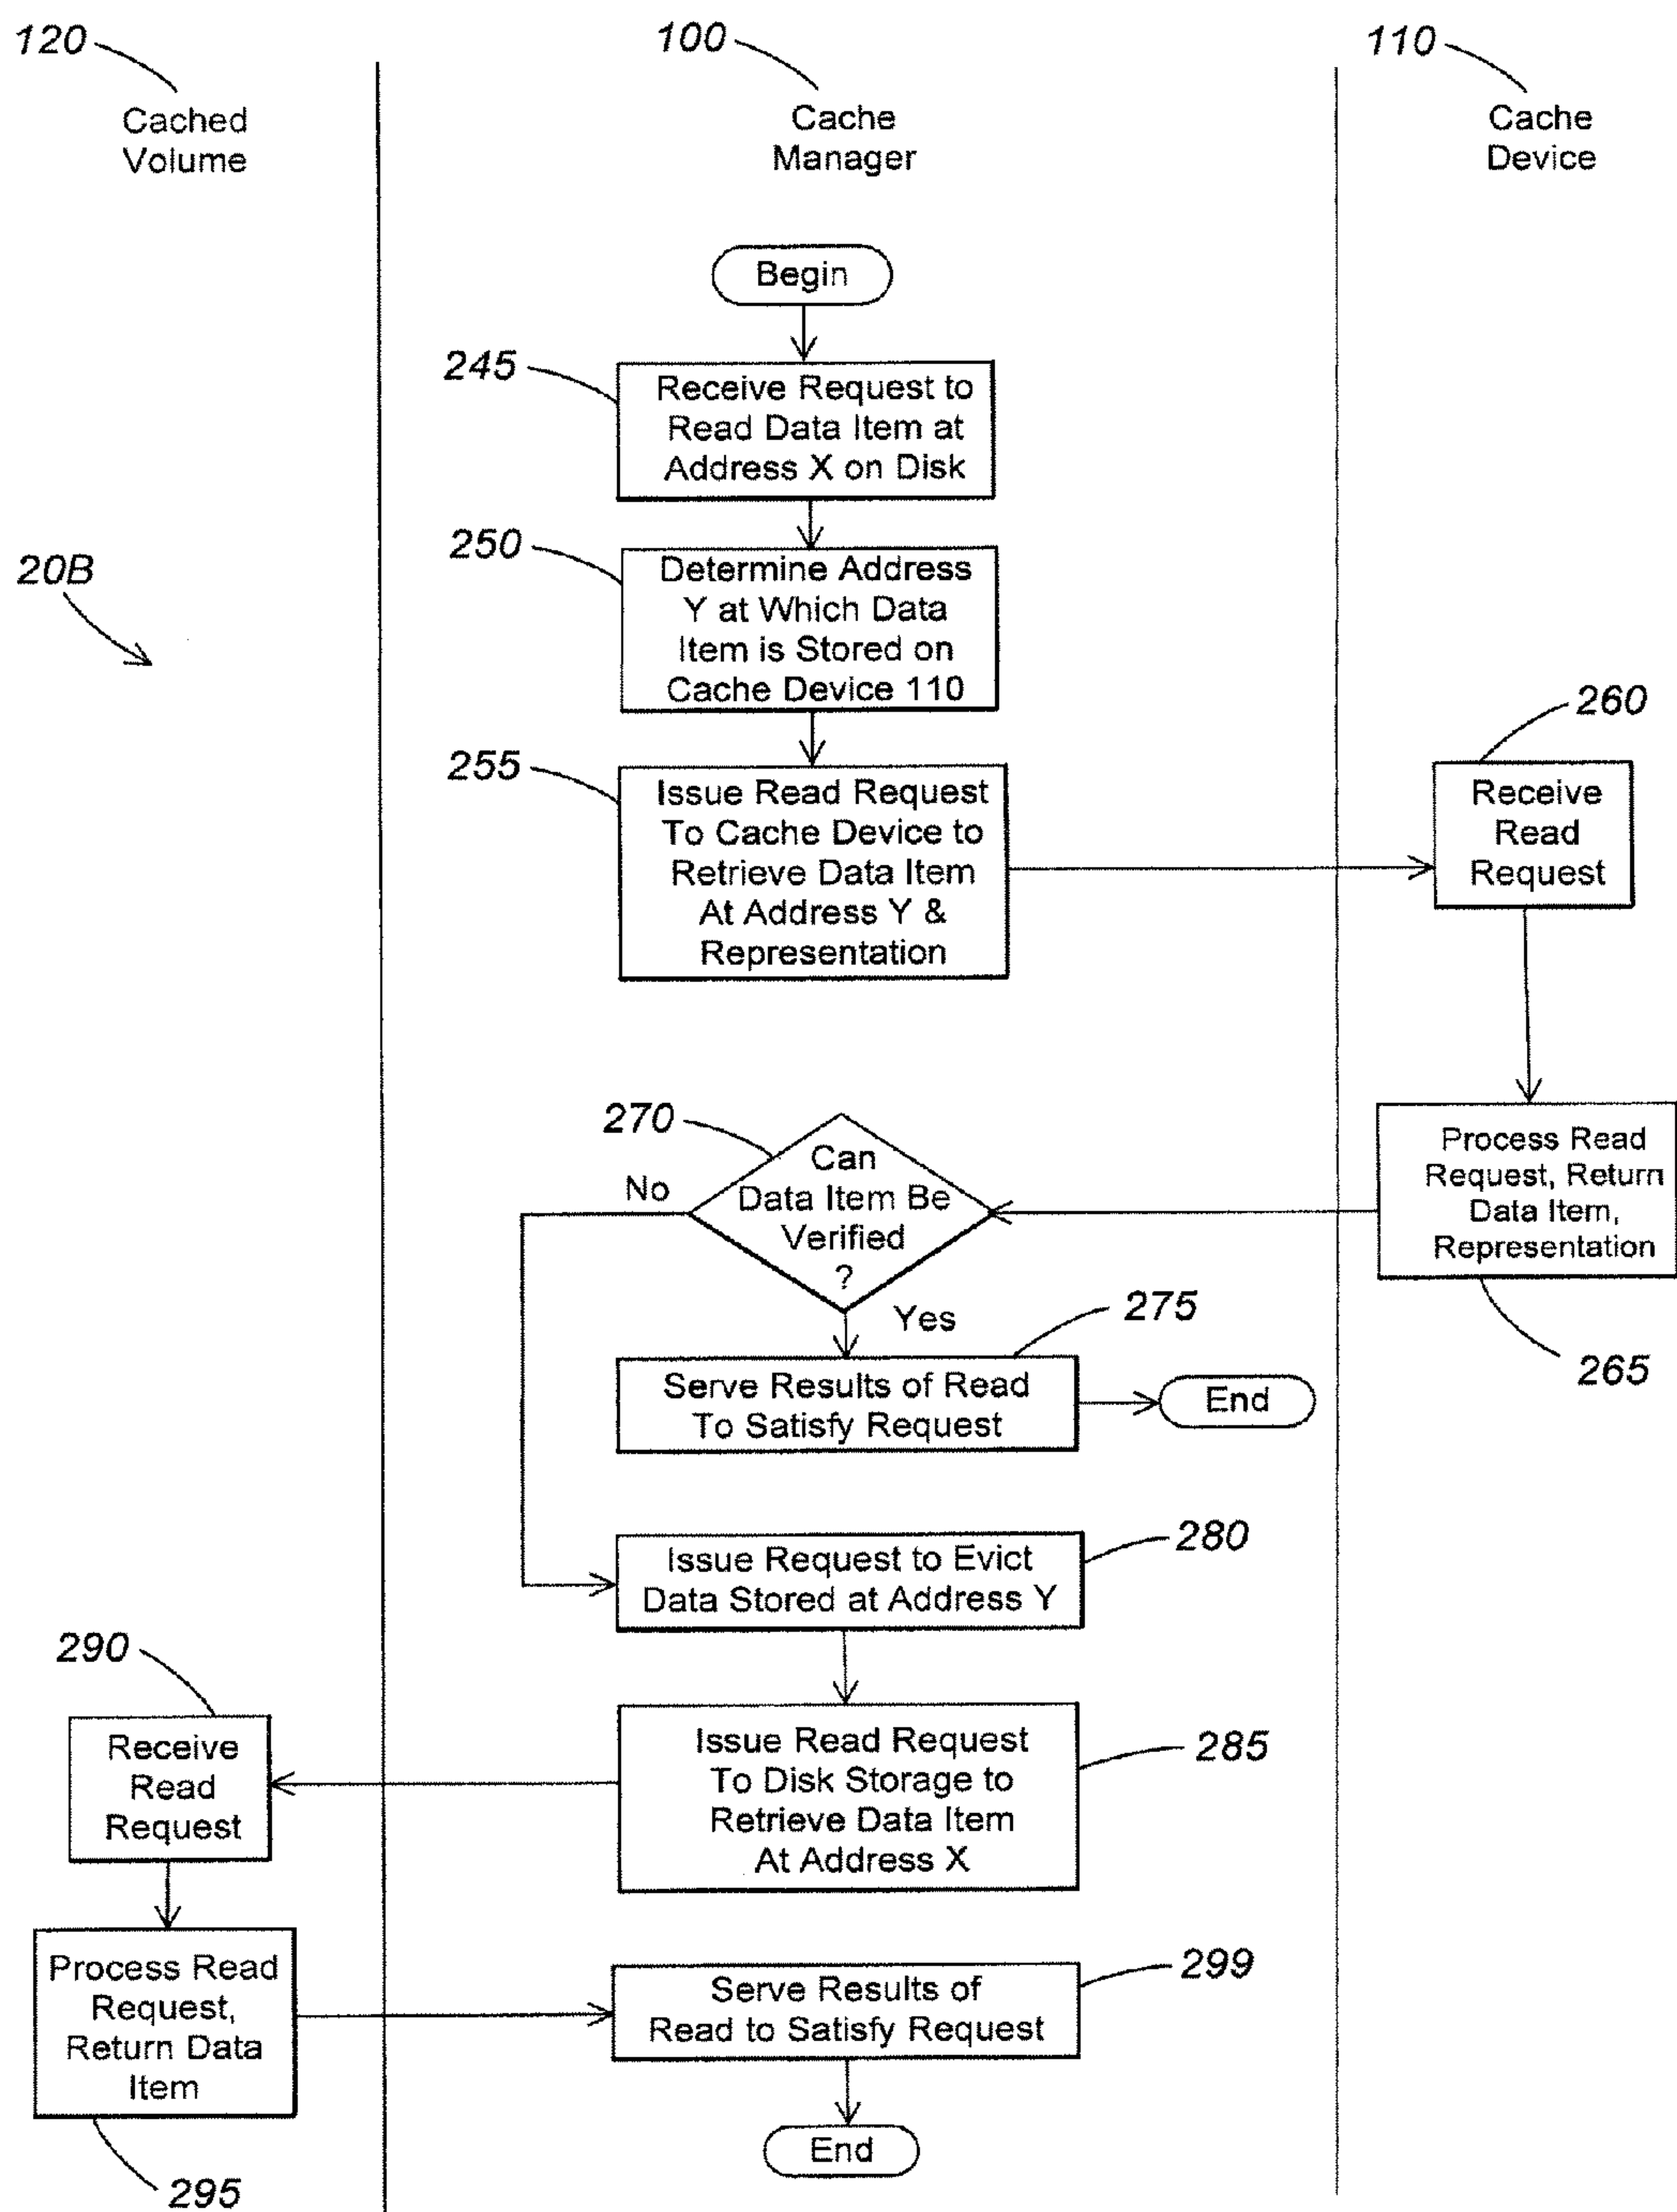 120
100
110
Cached
Volume
Cache
Manager
Cache
Device
Begin
245
Receive Request to
Read Data Item at
Address X on Disk
20B
250
Determine Address
Y at Which Data
Item is Stored on
Cache Device 110
255
Issue Read Request
To Cache Device to
Retrieve Data Item
At Address Y &
Representation
260
Receive
Read
Request
Process Read
Request, Return
Data Item,
Representation
265
270
Can
Data Item Be
Verified
?
No
Yes
275
Serve Results of Read
To Satisfy Request
End
280
Issue Request to Evict
Data Stored at Address Y
285
Issue Read Request
To Disk Storage to
Retrieve Data Item
At Address X
290
Receive
Read
Request
Process Read
Request,
Return Data
Item
295
299
Serve Results of
Read to Satisfy Request
End